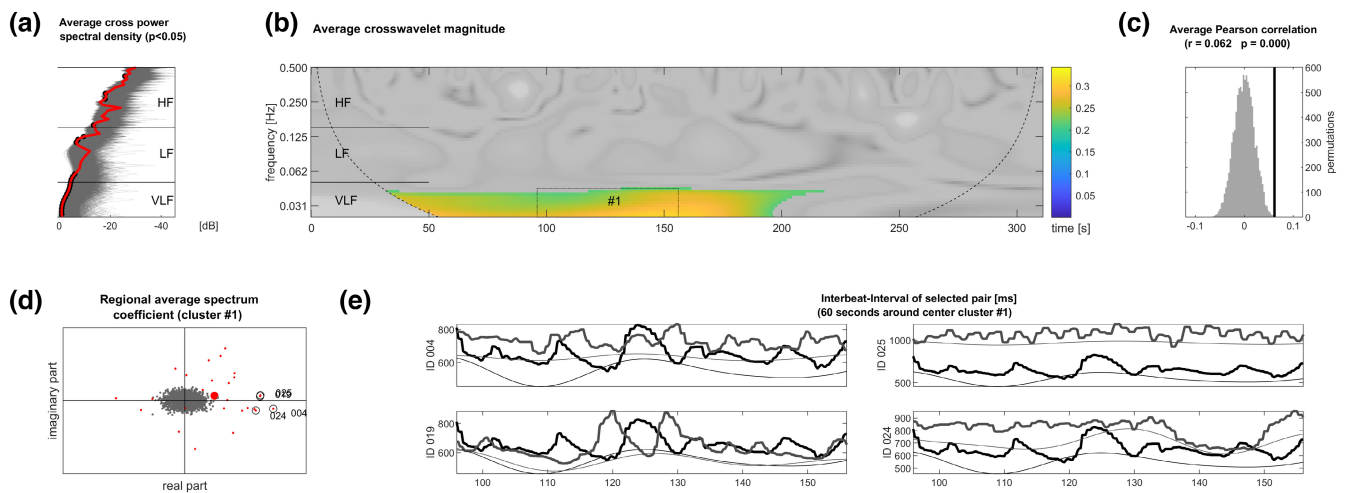 (a)
Average cross power
spectral density (p<0.05)
HF
LF
VLF
0
-20
-40
[dB]
(b)
Average crosswavelet magnitude
0.500
0.250
0.125
0.062
0.031
frequency [Hz]
HF
LF
VLF
#1
0
50
100
150
200
250
300
time [s]
0.3
0.25
0.2
0.15
0.1
0.05
(c)
Average Pearson correlation
(r = 0.062 p = 0.000)
600
500
400
300
200
100
0
permutations
-0.1
0
0.1
(d)
Regional average spectrum
coefficient (cluster #1)
imaginary part
real part
025
024
004
(e)
Interbeat-Interval of selected pair [ms]
(60 seconds around center cluster #1)
ID 004
800
600
ID 025
1000
500
ID 019
800
600
100
110
120
130
140
150
ID 024
900
800
700
600
500
100
110
120
130
140
150